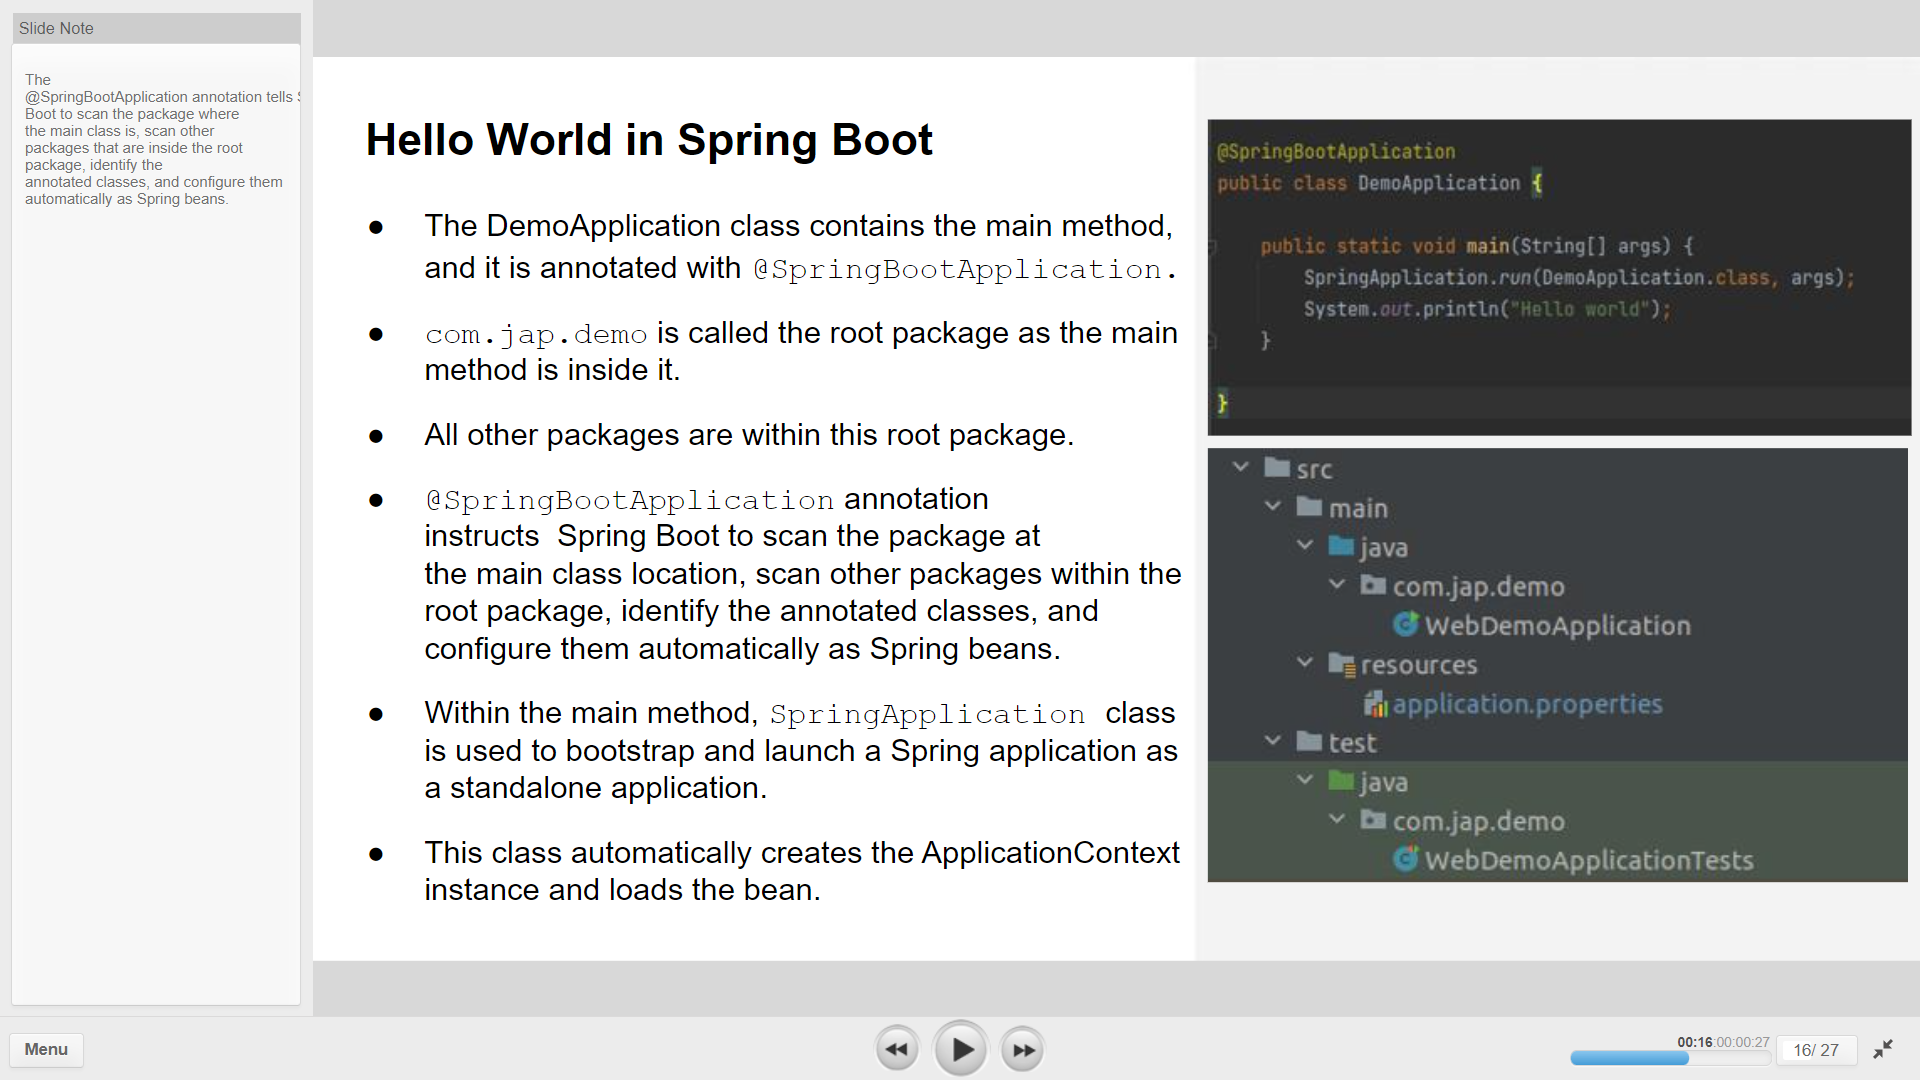 Slide Note
The
@SpringBootApplication annotation tells
Boot to scan the package where
the main class is, scan other
packages that are inside the root
package, identify the
annotated classes, and configure them
automatically as Spring beans.
Hello World in Spring Boot
● The DemoApplication class contains the main method,
and it is annotated with @SpringBootApplication.
● com.jap.demo is called the root package as the main
method is inside it.
● All other packages are within this root package.
● @SpringBootApplication annotation
instructs  Spring Boot to scan the package at
the main class location, scan other packages within the
root package, identify the annotated classes, and
configure them automatically as Spring beans.
● Within the main method, SpringApplication class
is used to bootstrap and launch a Spring application as
a standalone application.
● This class automatically creates the ApplicationContext
instance and loads the bean.
@SpringBootApplication
public class DemoApplication {
public static void main(String[] args) {
SpringApplication.run(DemoApplication.class, args);
System.out.println("Hello world");
}
}
src
main
java
com.jap.demo
WebDemoApplication
resources
application.properties
test
java
com.jap.demo
WebDemoApplicationTests
Menu
00:16:00:00:27
16/ 27